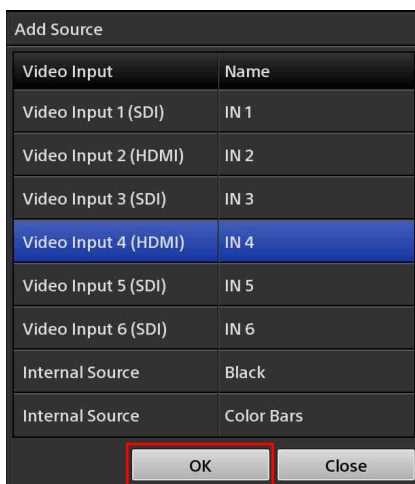 Add Source
Video Input Name
Video Input 1 (SDI) IN 1
Video Input 2 (HDMI) IN 2
Video Input 3 (SDI) IN 3
Video Input 4 (HDMI) IN 4
Video Input 5 (SDI) IN 5
Video Input 6 (SDI) IN 6
Internal Source Black
Internal Source Color Bars
OK Close